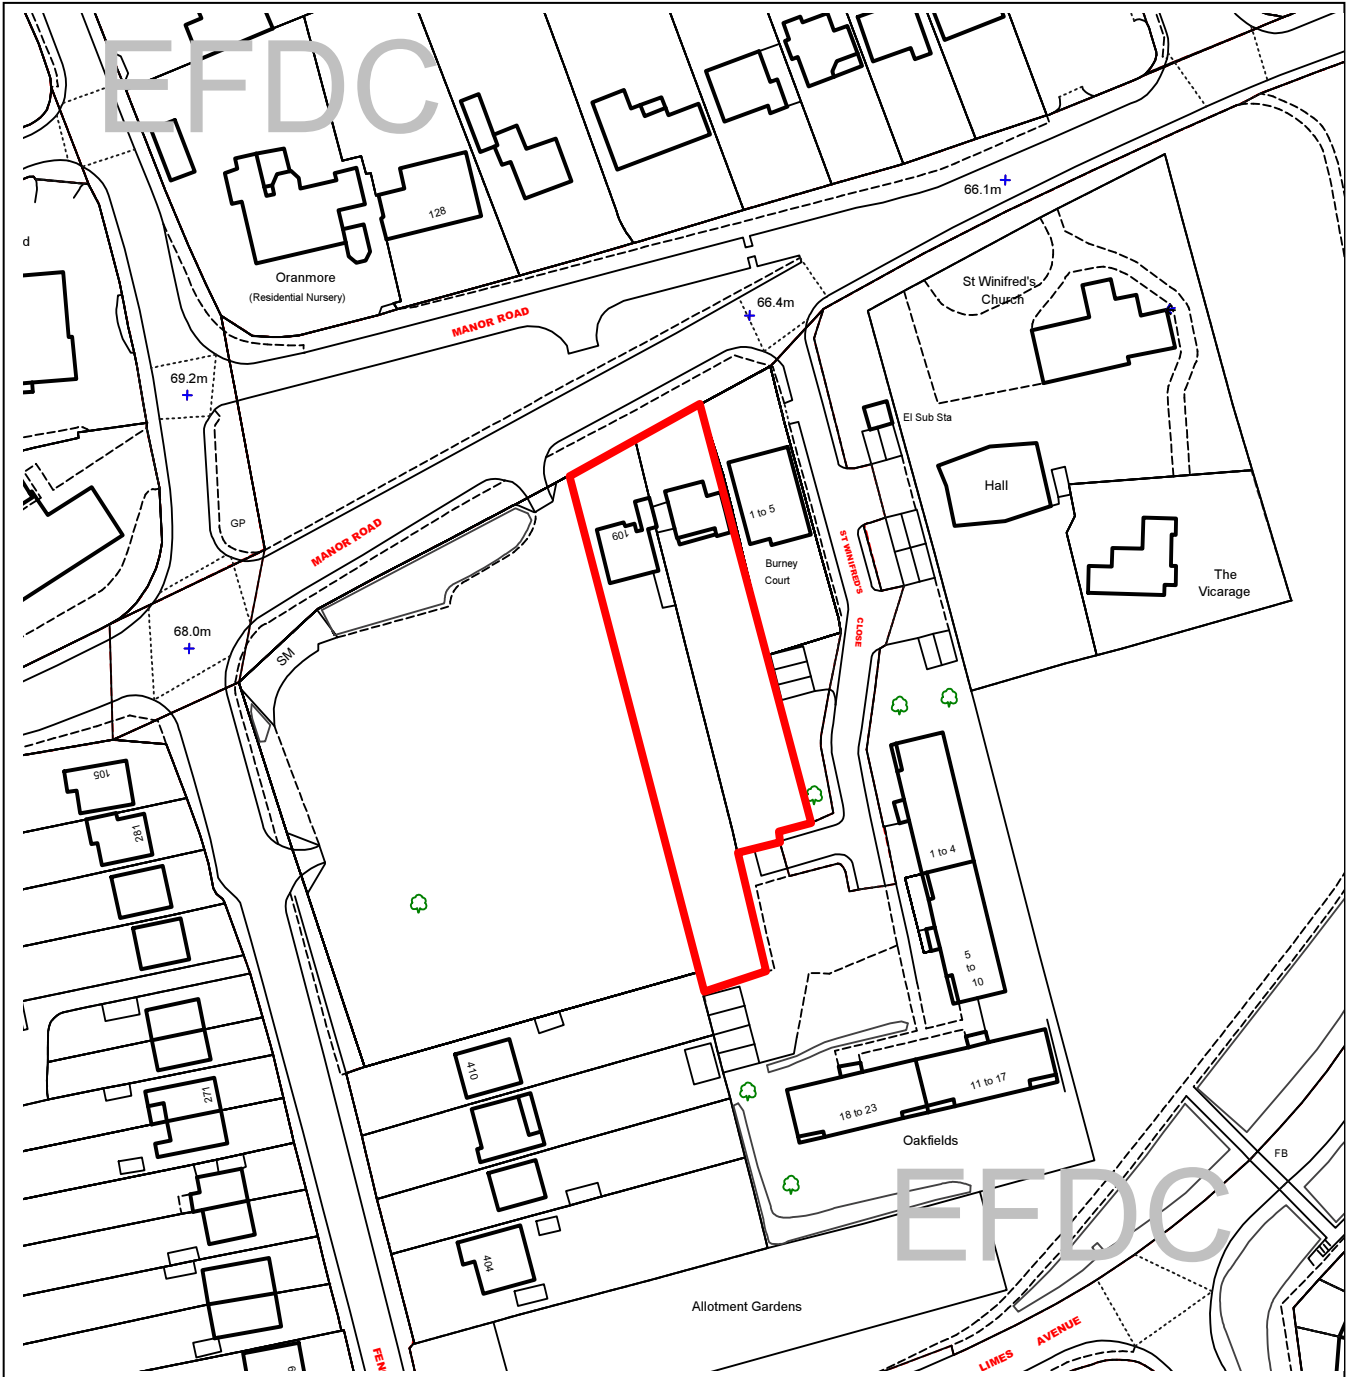 EFDC
66.1m
128
d
Oranmore
(Residential Nursery)
St Winifred's
Church
66.4m
MANOR ROAD
69.2m
El Sub Sta
Hall
1 to 5
GP
109
MANOR ROAD
ST WINIFRED'S
CLOSE
Burney
Court
The
Vicarage
68.0m
SM
105
281
1 to 4
5
to
10
410
271
11 to 17
18 to 23
Oakfields
FB
EFDC
404
Allotment Gardens
LIMES AVENUE
FEN